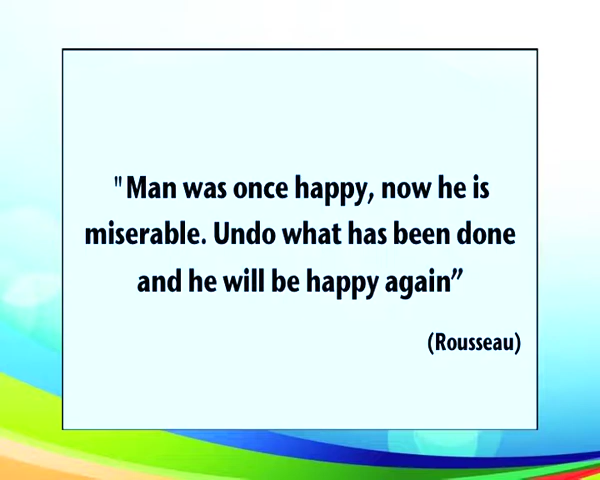 "Man was once happy, now he is
miserable. Undo what has been done
and he will be happy again”
(Rousseau)